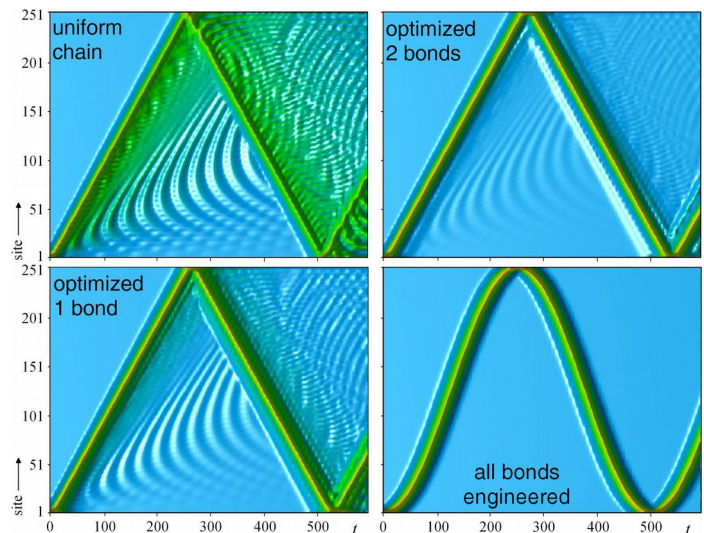 251
201
151
101
51
1
site
uniform
chain
optimized
2 bonds
251
201
151
101
51
1
site
optimized
1 bond
all bonds
engineered
0 100 200 300 400 500 t
0 100 200 300 400 500 t